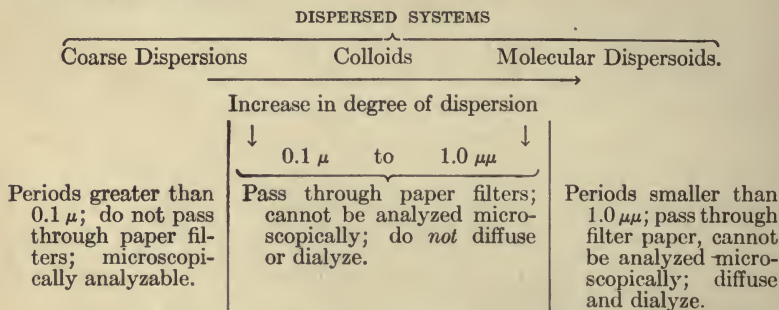 DISPERSED SYSTEMS
Coarse Dispersions Colloids Molecular Dispersoids.
Increase in degree of dispersion
0.1 μ to 1.0 μμ
Periods greater than
0.1 μ; do not pass
through paper fil-
ters; microscopi-
cally analyzable.
Pass through paper filters;
cannot be analyzed micro-
scopically; do not diffuse
or dialyze.
Periods smaller than
1.0 μμ; pass through
filter paper, cannot
be analyzed micro-
scopically; diffuse
and dialyze.